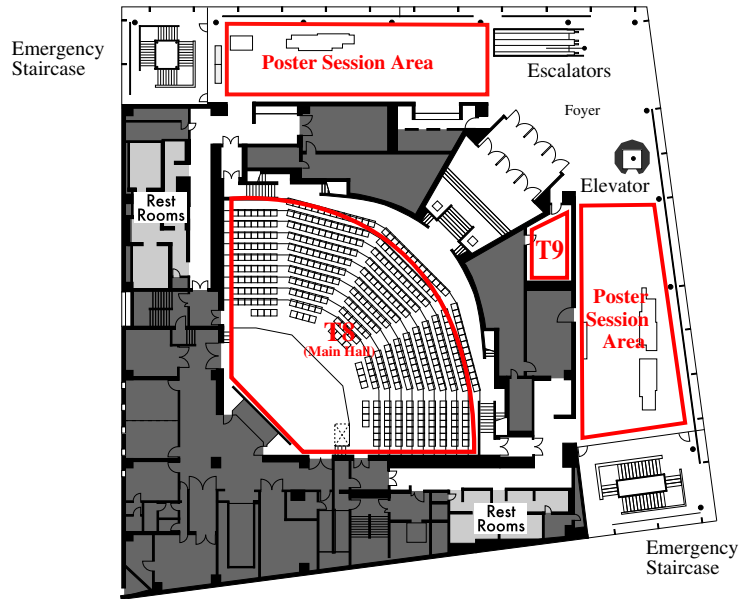 Emergency
Staircase
Poster Session Area
Escalators
Foyer
Elevator
Rest
Rooms
T9
Poster
Session
Area
T8
(Main Hall)
Rest
Rooms
Emergency
Staircase